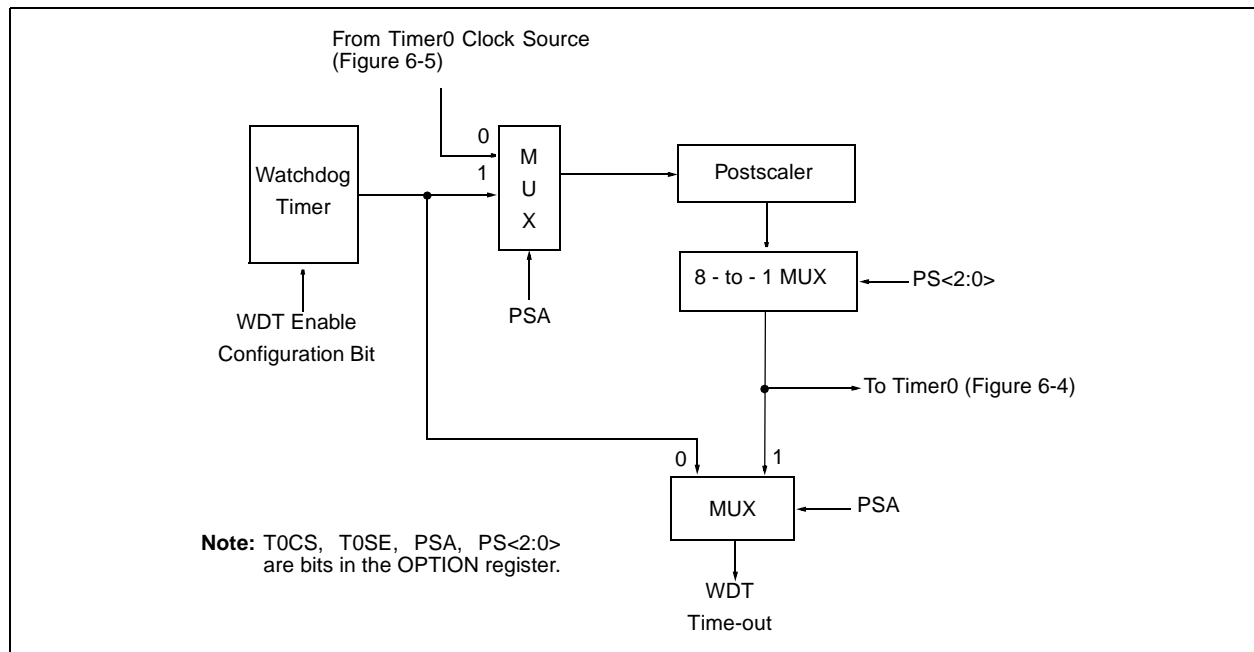 From Timer0 Clock Source
(Figure 6-5)
0
1
M
U
X
Watchdog
Timer
Postscaler
8 - to - 1 MUX
PS<2:0>
PSA
WDT Enable
Configuration Bit
To Timer0 (Figure 6-4)
0
1
MUX
PSA
Note: T0CS, T0SE, PSA, PS<2:0>
are bits in the OPTION register.
WDT
Time-out